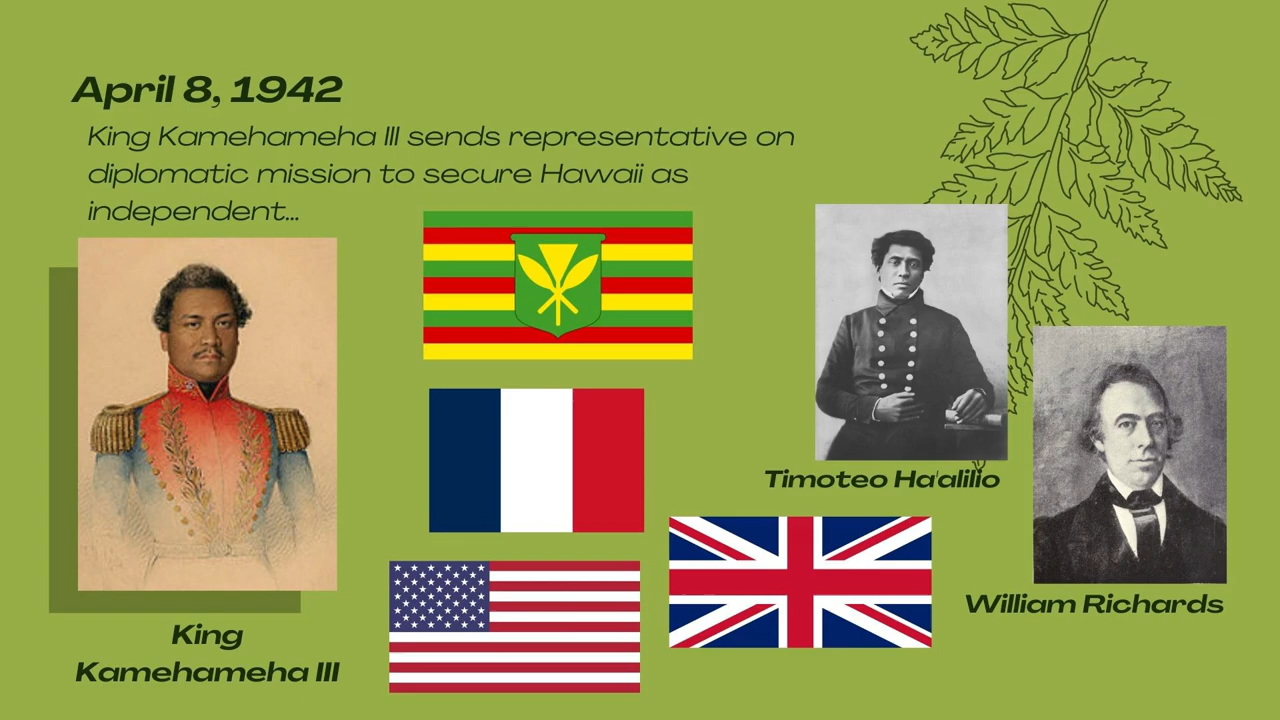 April 8, 1942
King Kamehameha III sends representative on
diplomatic mission to secure Hawaii as
independent...
Timoteo Ha'alilio
William Richards
King
Kamehameha III